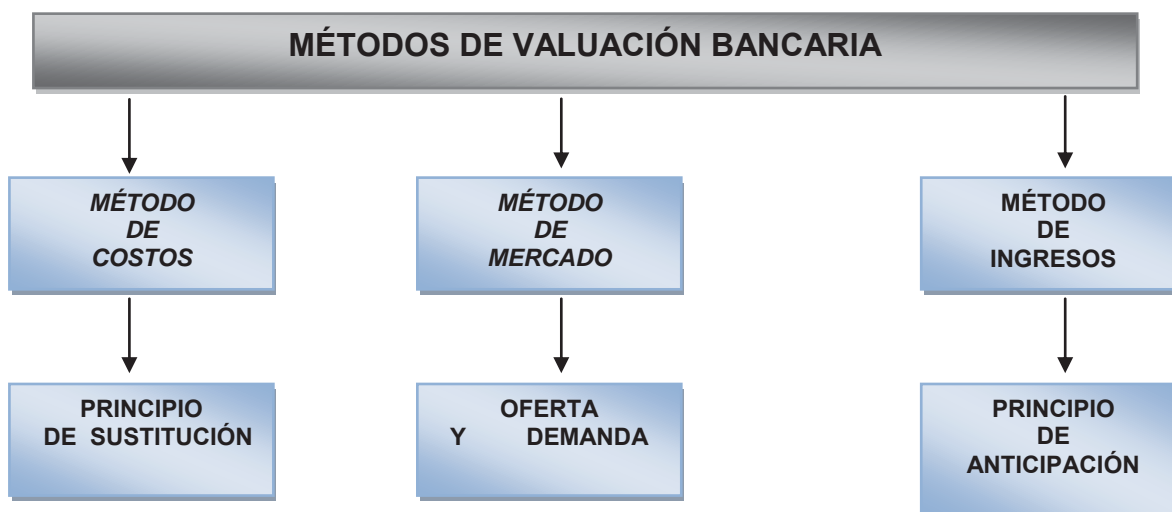 MÉTODOS DE VALUACIÓN BANCARIA
MÉTODO
DE
COSTOS
MÉTODO
DE
MERCADO
MÉTODO
DE
INGRESOS
PRINCIPIO
DE SUSTITUCIÓN
OFERTA
Y DEMANDA
PRINCIPIO
DE
ANTICIPACIÓN